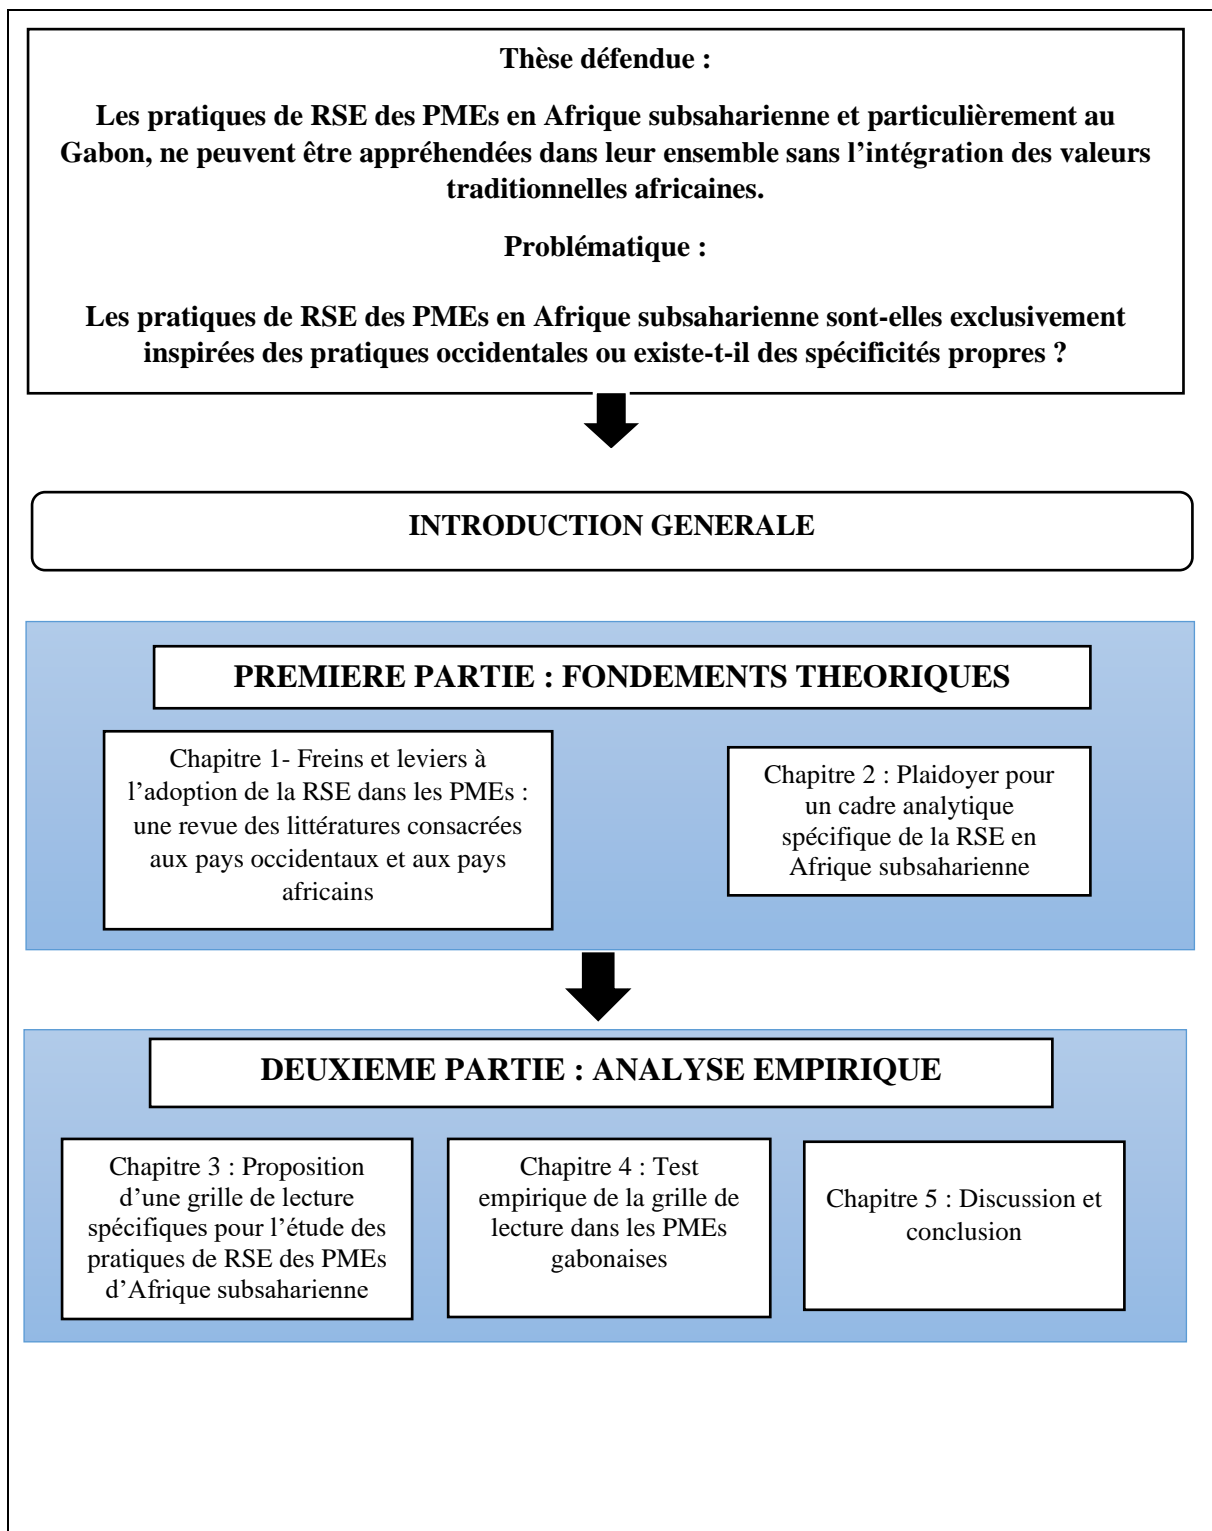 Thèse défendue :
Les pratiques de RSE des PMEs en Afrique subsaharienne et particulièrement au
Gabon, ne peuvent être appréhendées dans leur ensemble sans l’intégration des valeurs
traditionnelles africaines.
Problématique :
Les pratiques de RSE des PMEs en Afrique subsaharienne sont-elles exclusivement
inspirées des pratiques occidentales ou existe-t-il des spécificités propres ?
INTRODUCTION GENERALE
PREMIERE PARTIE : FONDEMENTS THEORIQUES
Chapitre 1- Freins et leviers à
l’adoption de la RSE dans les PMEs :
une revue des littératures consacrées
aux pays occidentaux et aux pays
africains
Chapitre 2 : Plaidoyer pour
un cadre analytique
spécifique de la RSE en
Afrique subsaharienne
DEUXIEME PARTIE : ANALYSE EMPIRIQUE
Chapitre 3 : Proposition
d’une grille de lecture
spécifiques pour l’étude des
pratiques de RSE des PMEs
d’Afrique subsaharienne
Chapitre 4 : Test
empirique de la grille de
lecture dans les PMEs
gabonaises
Chapitre 5 : Discussion et
conclusion